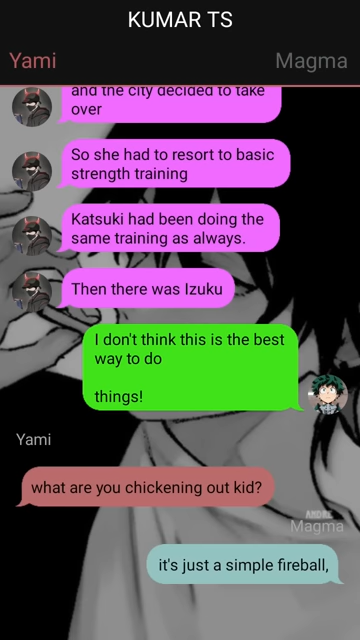 KUMAR TS
Yami
Magma
and the city decided to take
over
So she had to resort to basic
strength training
Katsuki had been doing the
same training as always.
Then there was Izuku
I don't think this is the best
way to do
things!
Yami
what are you chickening out kid?
ANDRE
Magma
it's just a simple fireball,